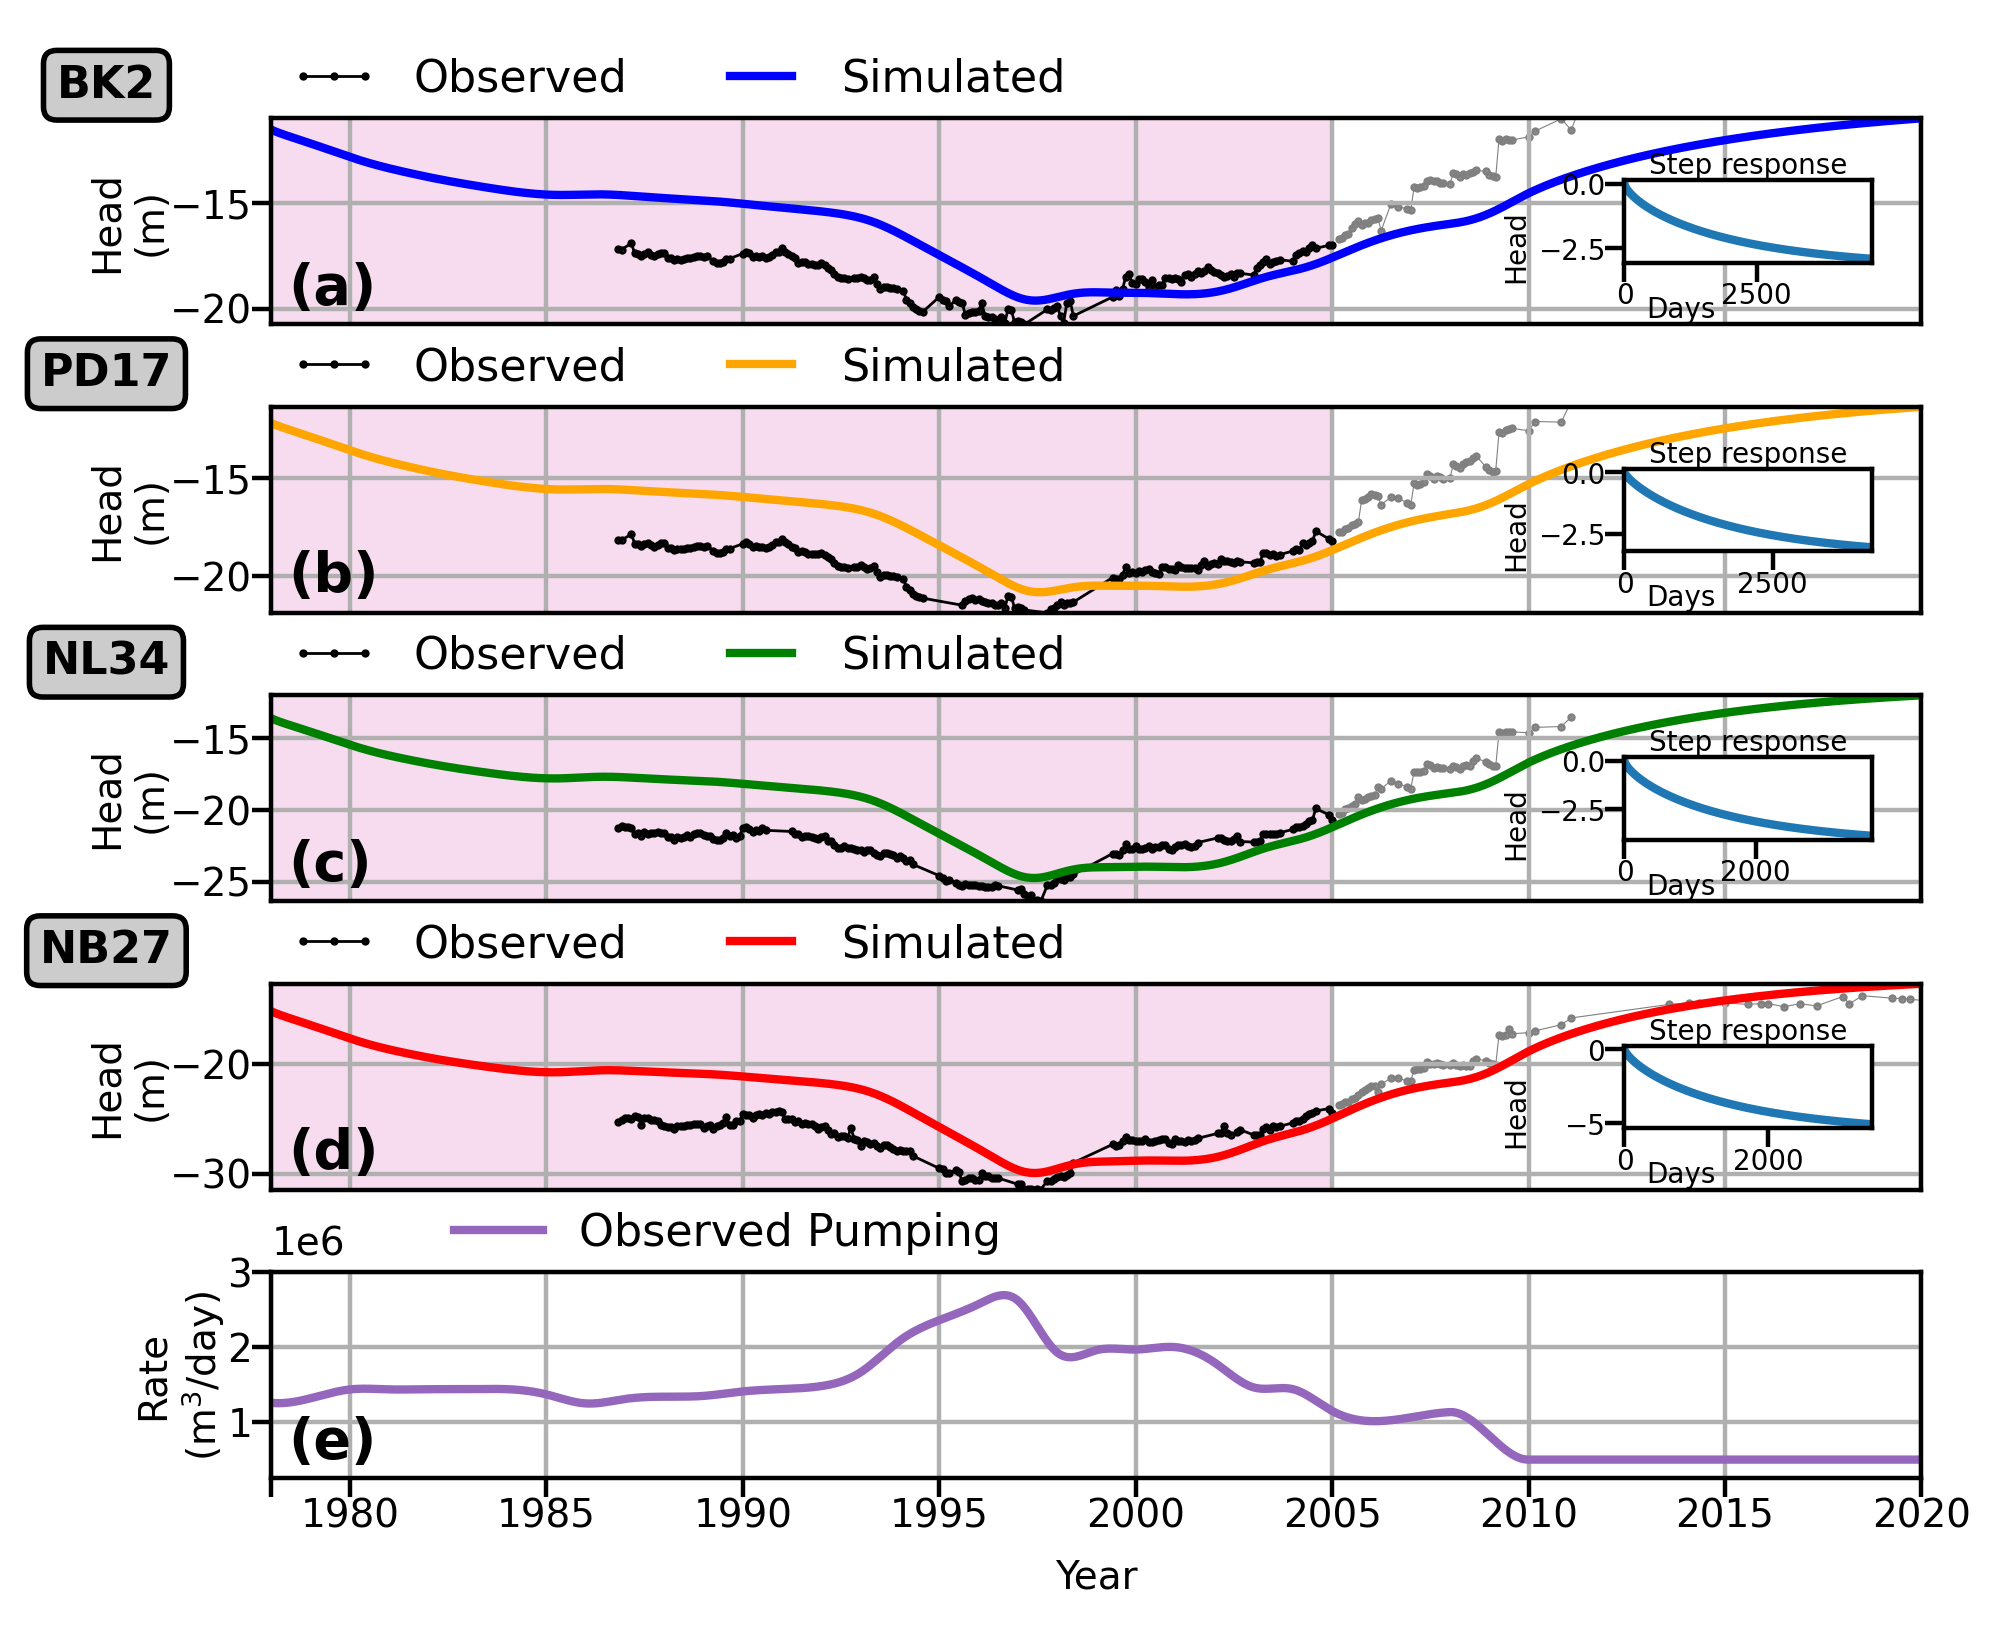 BK2
Observed
Simulated
Head
(m)
−15
−20
(a)
Step response
Head
0.0
−2.5
0
2500
Days
PD17
Observed
Simulated
Head
(m)
−15
−20
(b)
Step response
Head
0.0
−2.5
0
2500
Days
NL34
Observed
Simulated
Head
(m)
−15
−20
−25
(c)
Step response
Head
0.0
−2.5
0
2000
Days
NB27
Observed
Simulated
Head
(m)
−20
−30
(d)
Step response
Head
0
−5
0
2000
Days
1e6
Observed Pumping
Rate
(m³/day)
3
2
1
(e)
1980 1985 1990 1995 2000 2005 2010 2015 2020
Year